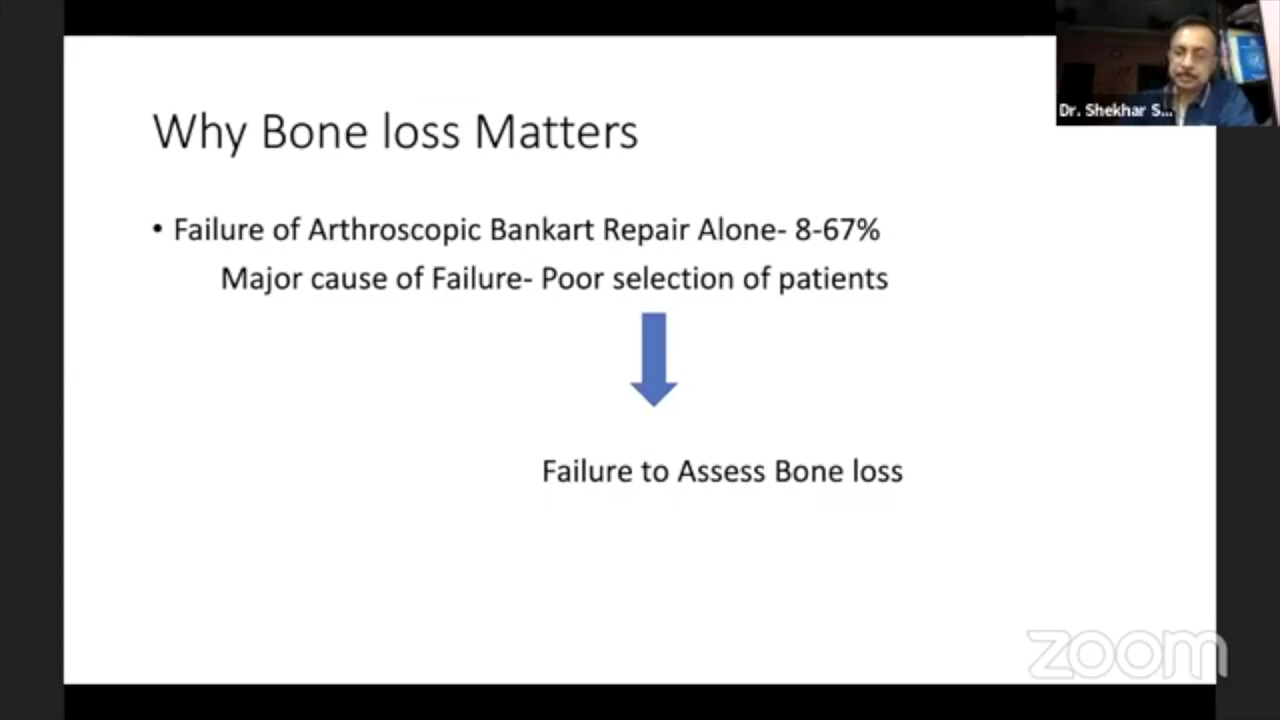 Dr. Shekhar S...
Why Bone loss Matters
• Failure of Arthroscopic Bankart Repair Alone- 8-67%
Major cause of Failure- Poor selection of patients
Failure to Assess Bone loss
zoom